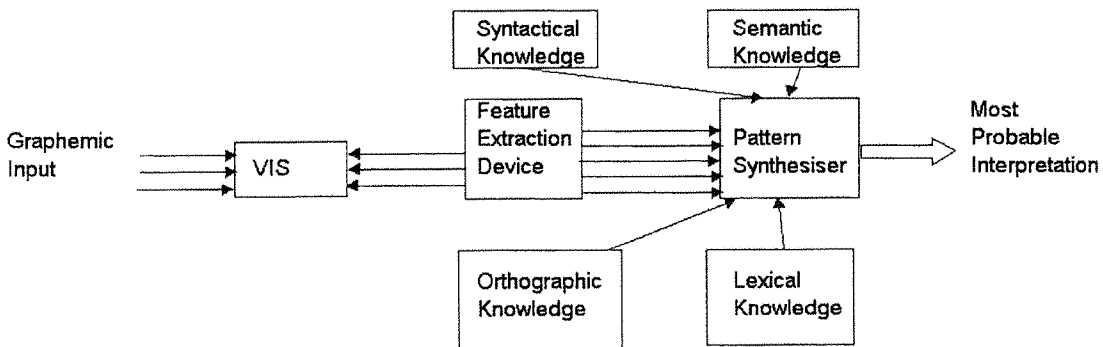 Syntactical
Knowledge
Semantic
Knowledge
Graphemic
Input
VIS
Feature
Extraction
Device
Pattern
Synthesiser
Most
Probable
Interpretation
Orthographic
Knowledge
Lexical
Knowledge